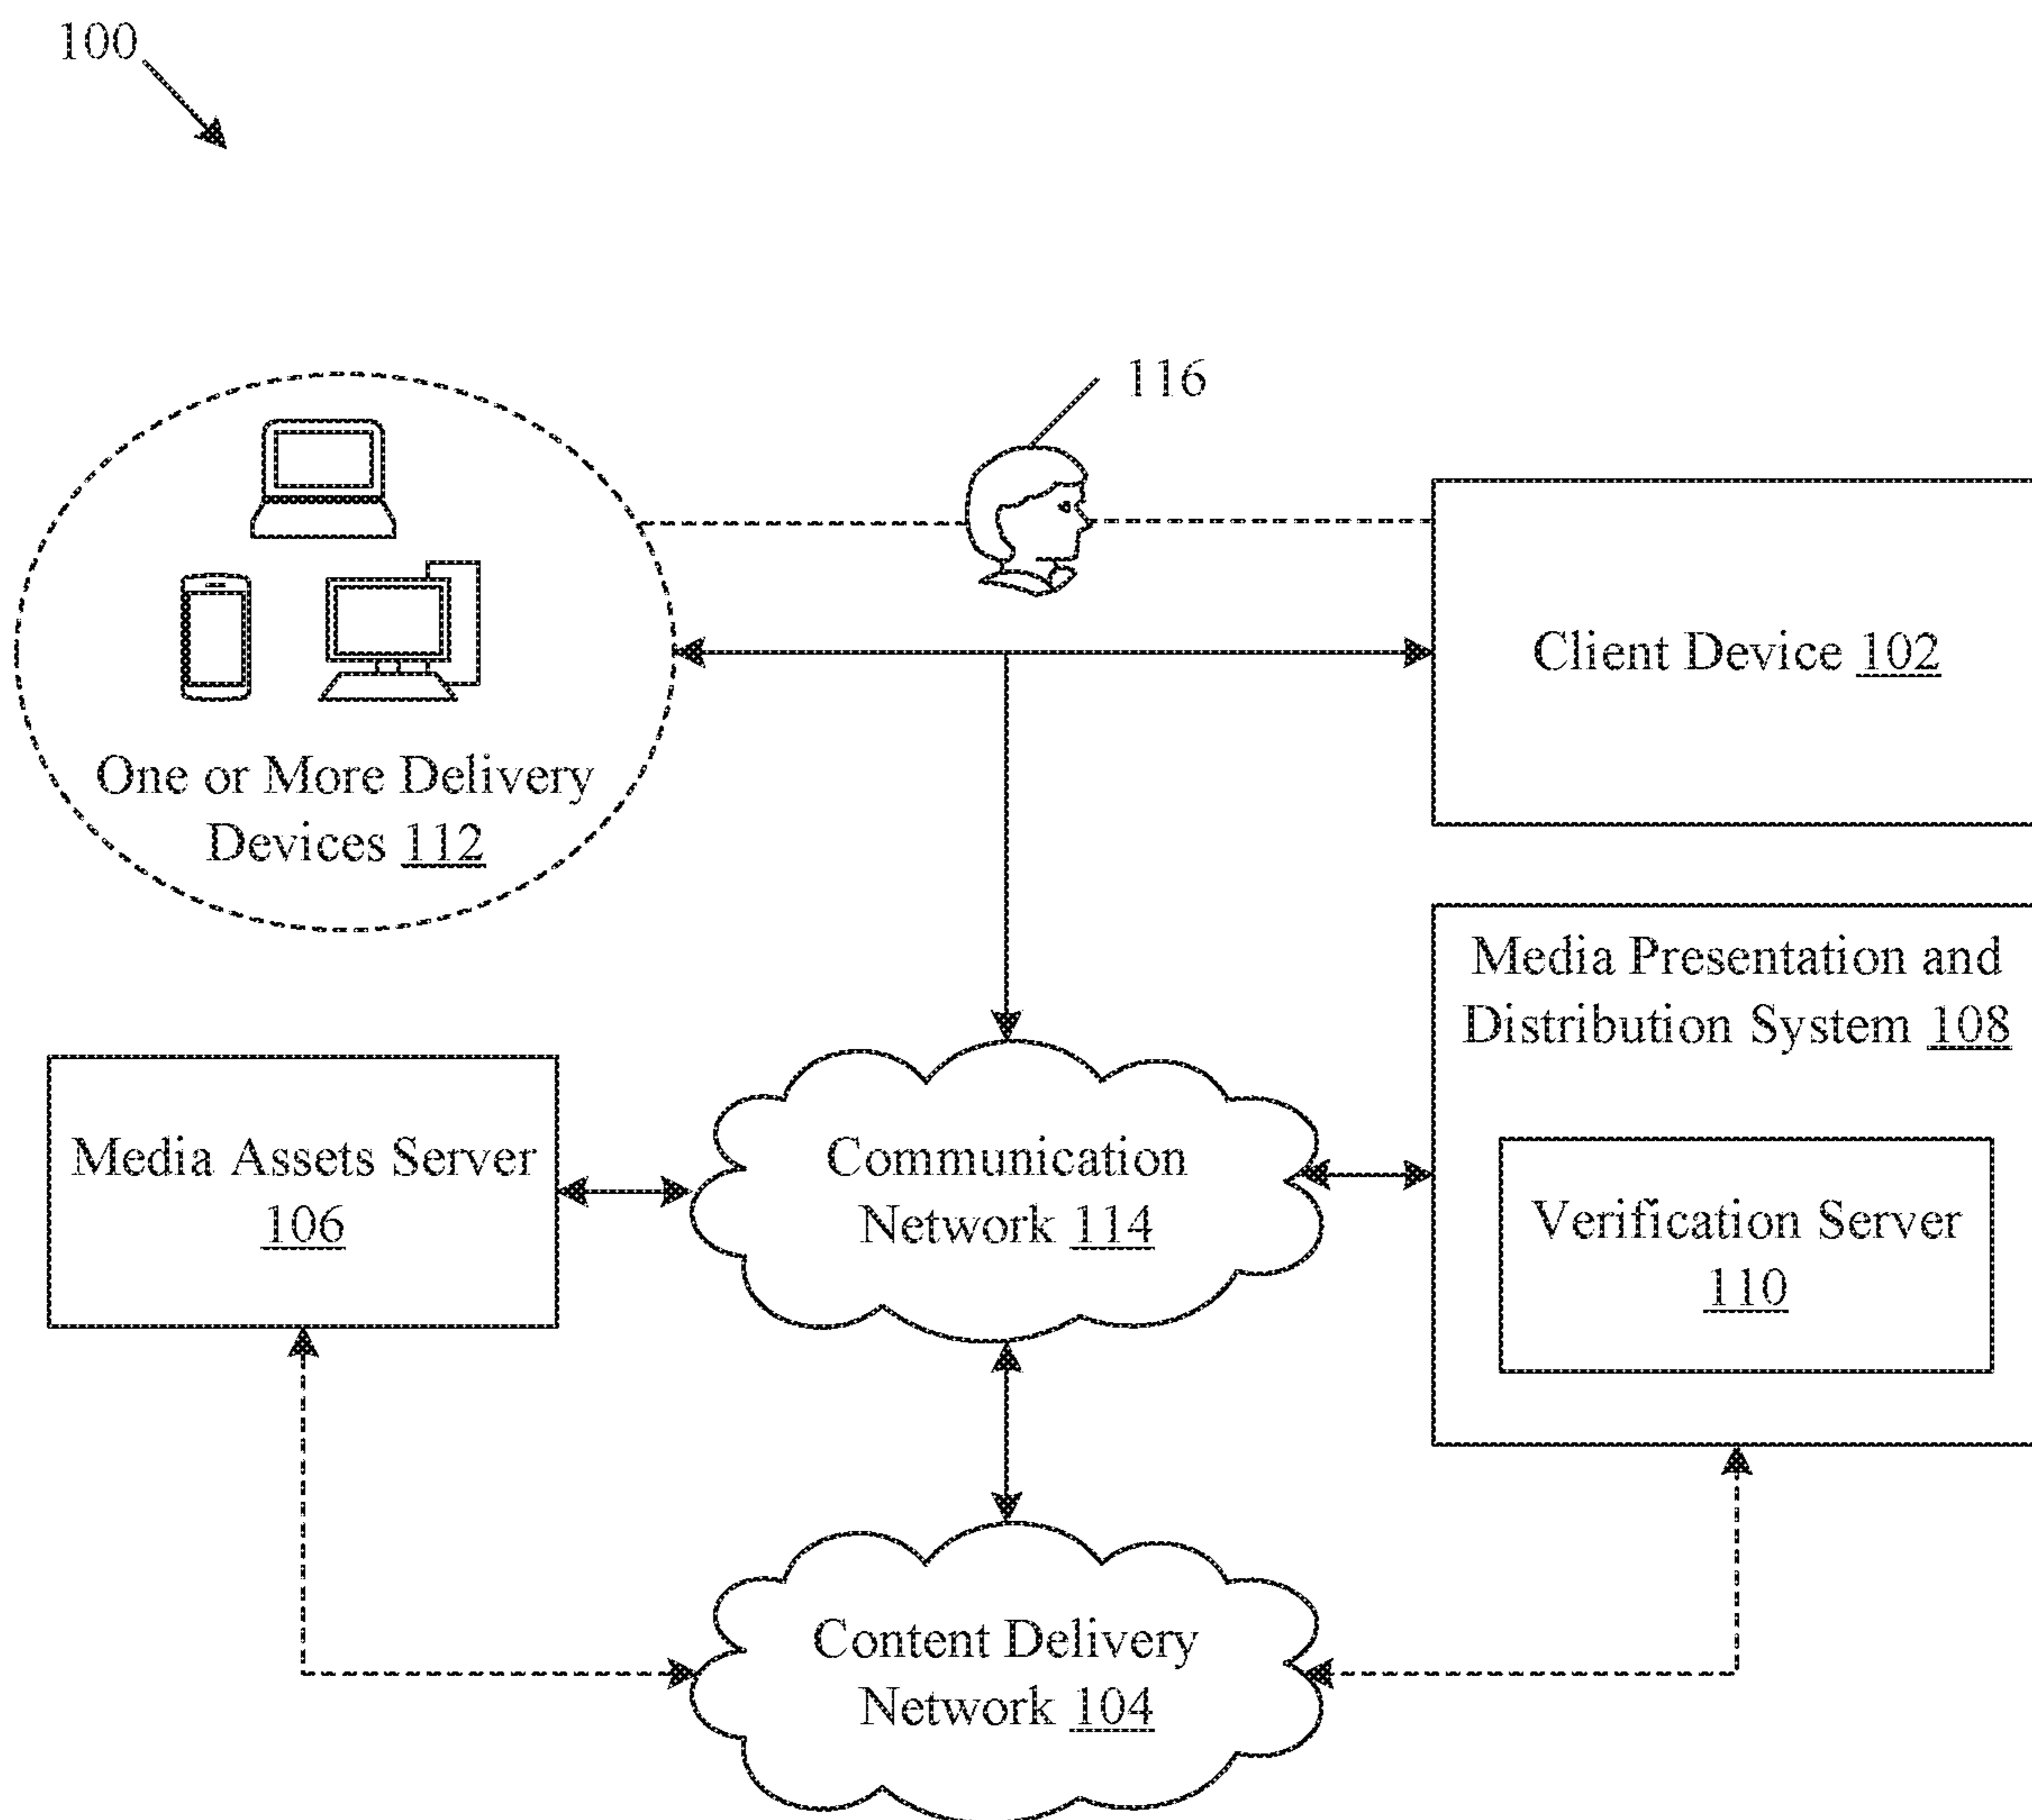 100
116
Client Device 102
One or More Delivery
Devices 112
Media Presentation and
Distribution System 108
Media Assets Server
106
Communication
Network 114
Verification Server
110
Content Delivery
Network 104